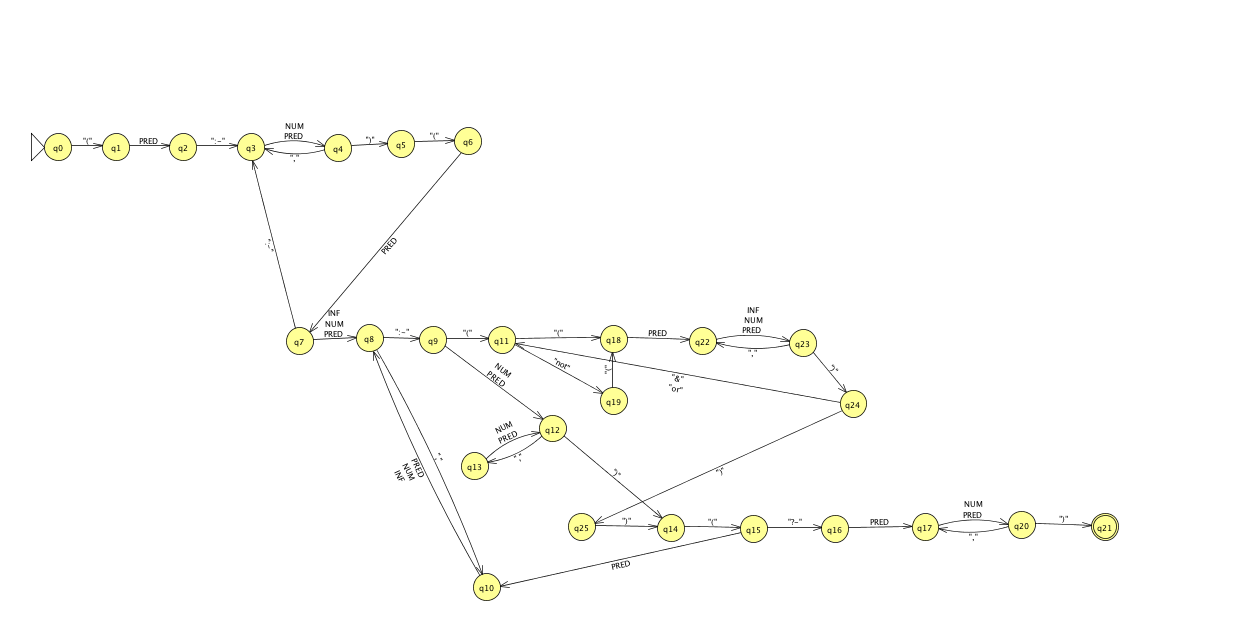 NUM
PRED
q0
"("
q1
PRED
q2
":-"
q3
","
q4
")"
q5
"("
q6
PRED
INF
NUM
PRED
q7
q8
":-"
q9
"("
q11
"("
q18
PRED
q22
INF
NUM
PRED
","
q23
")"
"not"
q19
"&"
"or"
q24
NUM
PRED
q12
NUM
PRED
q13
","
")"
PRED
NUM
INF
","
")"
q25
")"
q14
"("
q15
"?-"
q16
PRED
q17
NUM
PRED
","
q20
")"
q21
PRED
q10